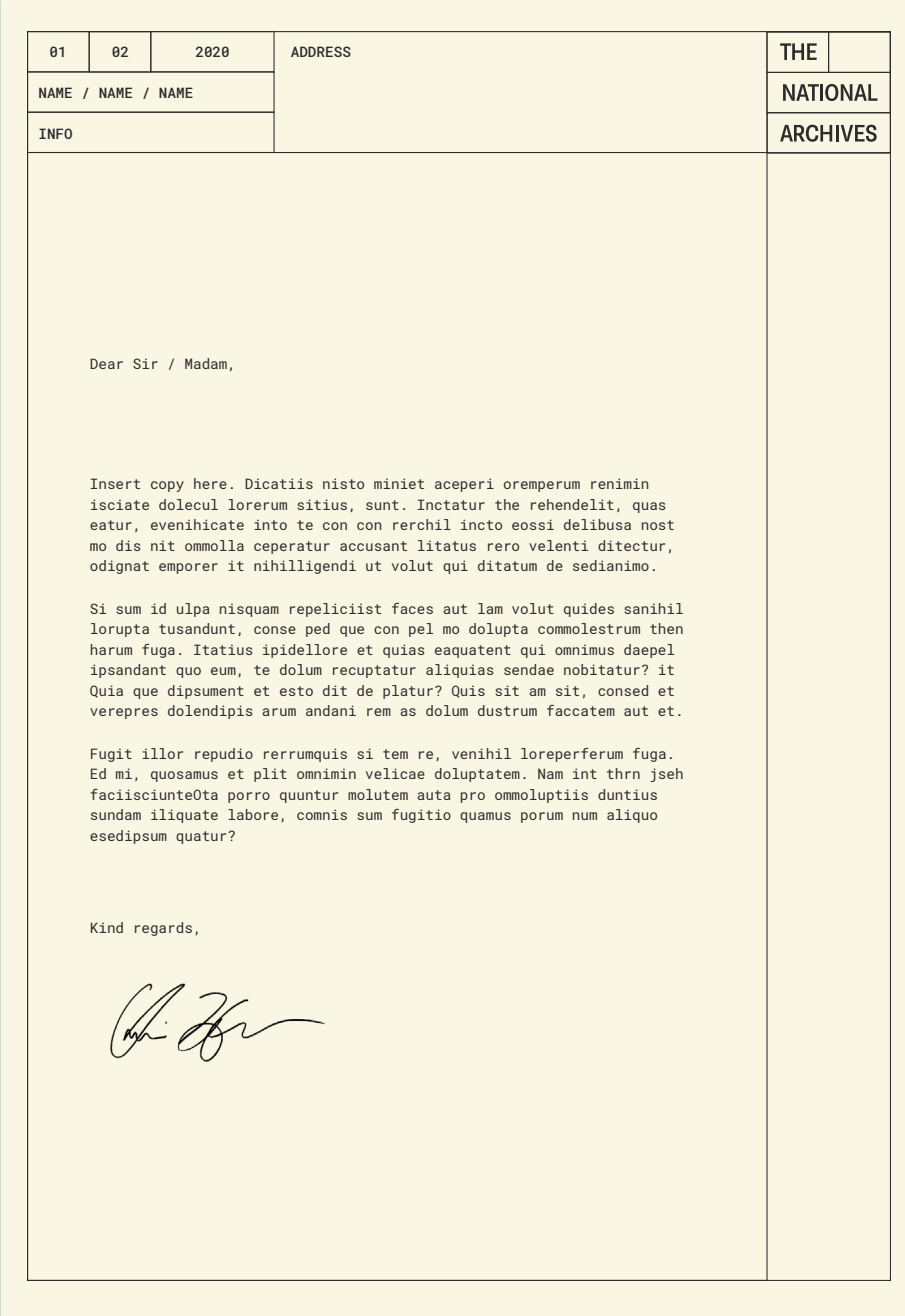 01 02 2020
NAME / NAME / NAME
INFO
ADDRESS
THE
NATIONAL
ARCHIVES
Dear Sir / Madam,
Insert copy here. Dicatiis nisto miniet aceperi oremperum renimin
isciate dolecul lorerum sitius, sunt. Inctatur the rehendelit, quas
eatur, evenihicate into te con con rerchil incto eossi delibusa nost
mo dis nit ommolla ceperatur accusant litatus rero velenti ditectur,
odignat emporer it nihilligendi ut volut qui ditatum de sedianimo.
Si sum id ulpa nisquam repeliciist faces aut lam volut quides sanihil
lorupta tusandunt, conse ped que con pel mo dolupta commolestrum then
harum fuga. Itatius ipidellore et quias eaquatent qui omnimus daepel
ipsandant quo eum, te dolum recuptatur aliquias sendae nobitatur? it
Quia que dipsument et esto dit de platur? Quis sit am sit, consed et
verepres dolendipis arum andani rem as dolum dustrum faccatem aut et.
Fugit illor repudio rerrumquis si tem re, venihil loreperferum fuga.
Ed mi, quosamus et plit omnimin velicae doluptatem. Nam int thrn jseh
faciisciunteOta porro quuntur molutem auta pro ommoluptiis duntius
sundam iliquate labore, comnis sum fugitio quamus porum num aliquo
esedipsum quatur?
Kind regards,